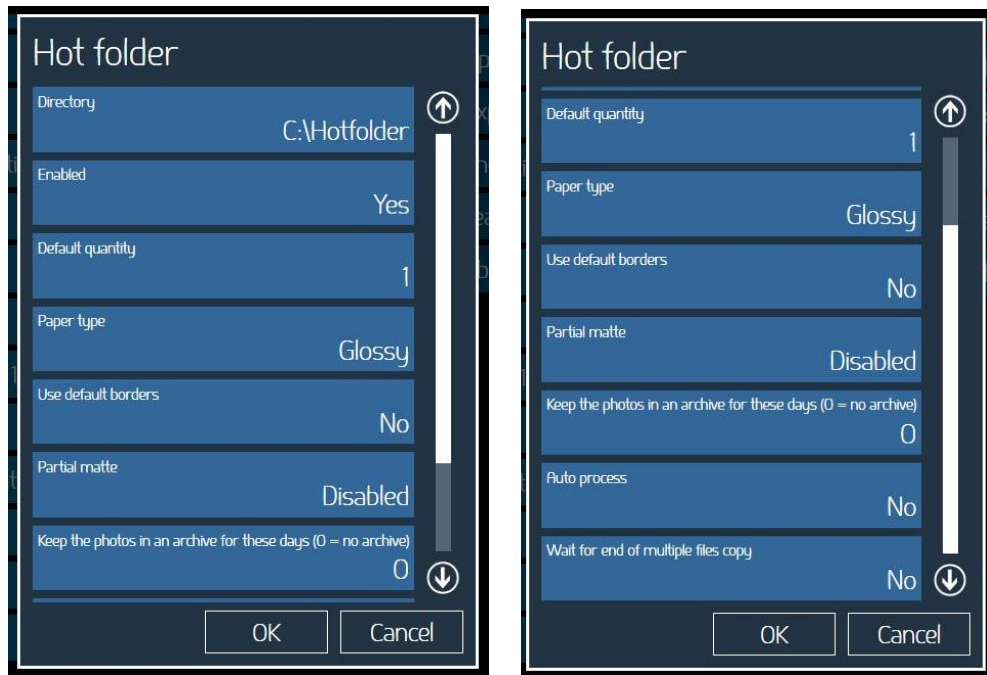 Hot folder
Directory
C:\Hotfolder
Enabled
Yes
Default quantity
1
Paper type
Glossy
Use default borders
No
Partial matte
Disabled
Keep the photos in an archive for these days (0 = no archive)
0
OK
Cancel
Hot folder
Default quantity
1
Paper type
Glossy
Use default borders
No
Partial matte
Disabled
Keep the photos in an archive for these days (0 = no archive)
0
Auto process
No
Wait for end of multiple files copy
No
OK
Cancel